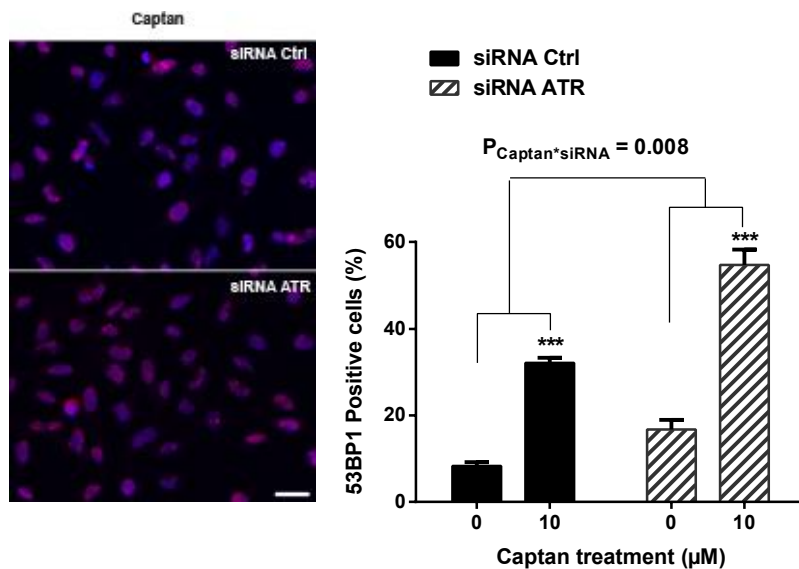 Captan
siRNA Ctrl
siRNA ATR
siRNA Ctrl
siRNA ATR
P Captan*siRNA = 0.008
53BP1 Positive cells (%)
60
40
20
0
***
***
0 10 0 10
Captan treatment (µM)